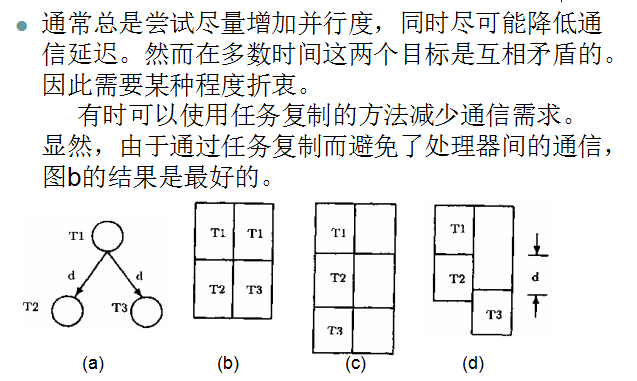 通常总是尝试尽量增加并行度，同时尽可能降低通
信延迟。然而在多数时间这两个目标是互相矛盾的。
因此需要某种程度折衷。
有时可以使用任务复制的方法减少通信需求。
显然，由于通过任务复制而避免了处理器间的通信，
图b的结果是最好的。
T1
d d
T2 T3
(a)
T1 T1
T2 T3
(b)
T1
T2
T3
(c)
T1
T2
d
T3
(d)